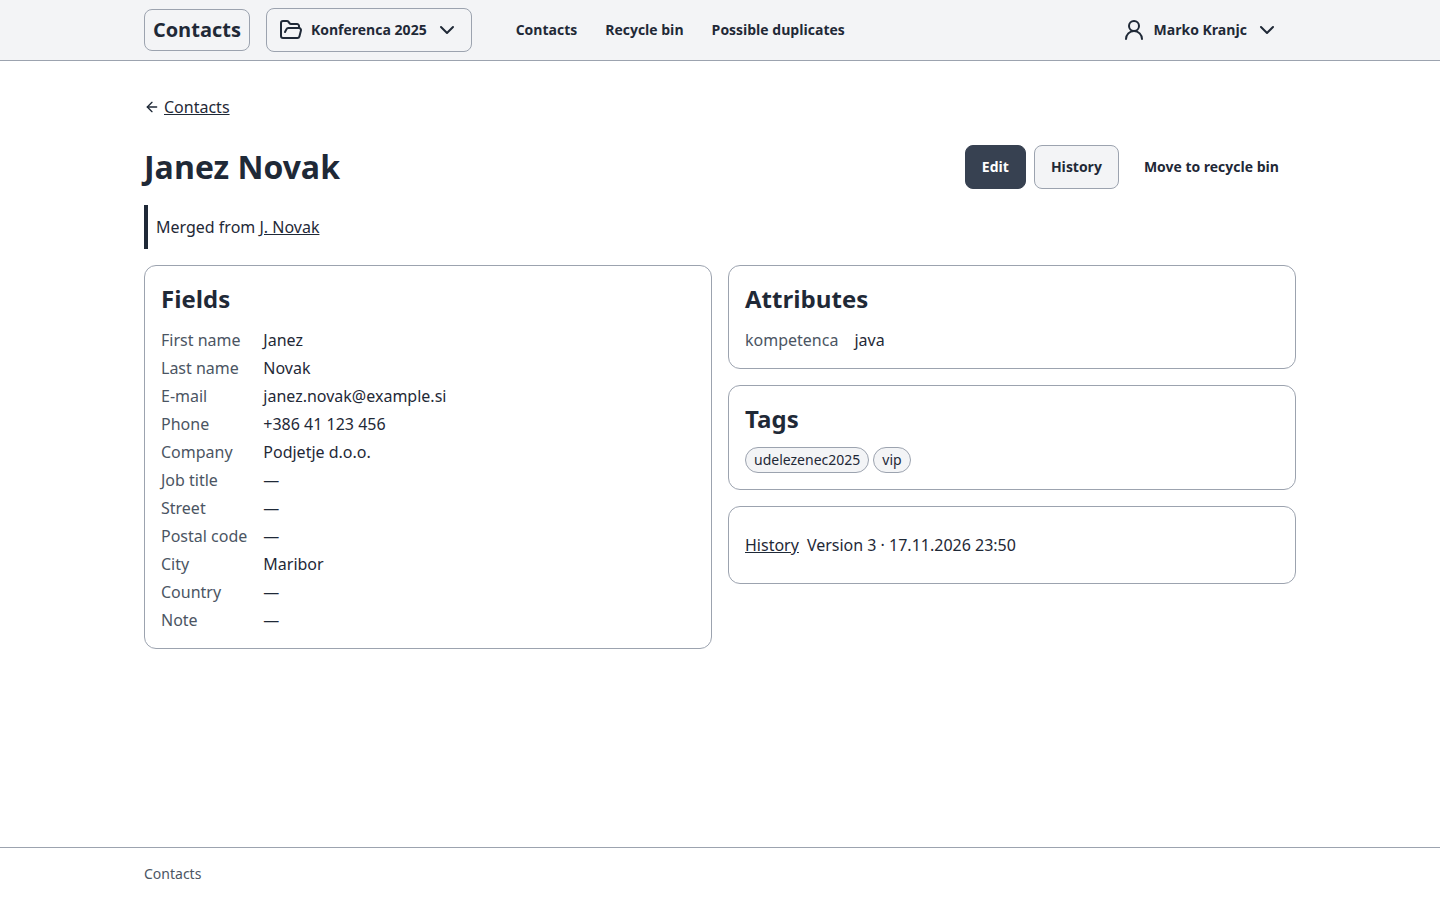 Contacts Konferenca 2025 Contacts Recycle bin Possible duplicates Marko Kranjc
← Contacts
Janez Novak
Edit History Move to recycle bin
Merged from J. Novak
Fields
First name Janez
Last name Novak
E-mail janez.novak@example.si
Phone +386 41 123 456
Company Podjetje d.o.o.
Job title —
Street —
Postal code —
City Maribor
Country —
Note —
Attributes
kompetenca java
Tags
udelezenec2025 vip
History Version 3 · 17.11.2026 23:50
Contacts